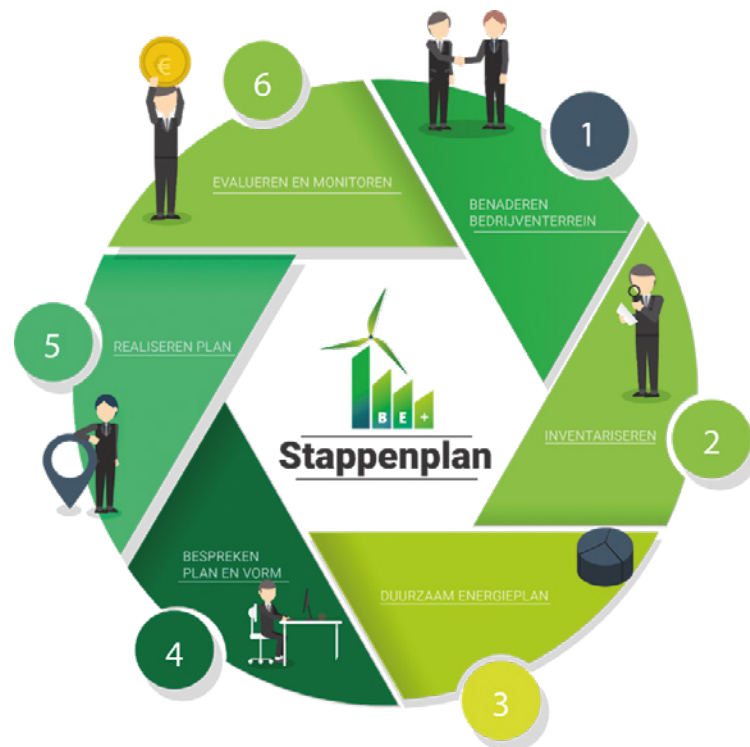 €
6
1
EVALUEREN EN MONITOREN
BENADEREN
BEDRIJVENTERREIN
5
REALISEREN PLAN
BE+
Stappenplan
INVENTARISEREN
2
BESPREKEN
PLAN EN VORM
DUURZAAM ENERGIEPLAN
4
3